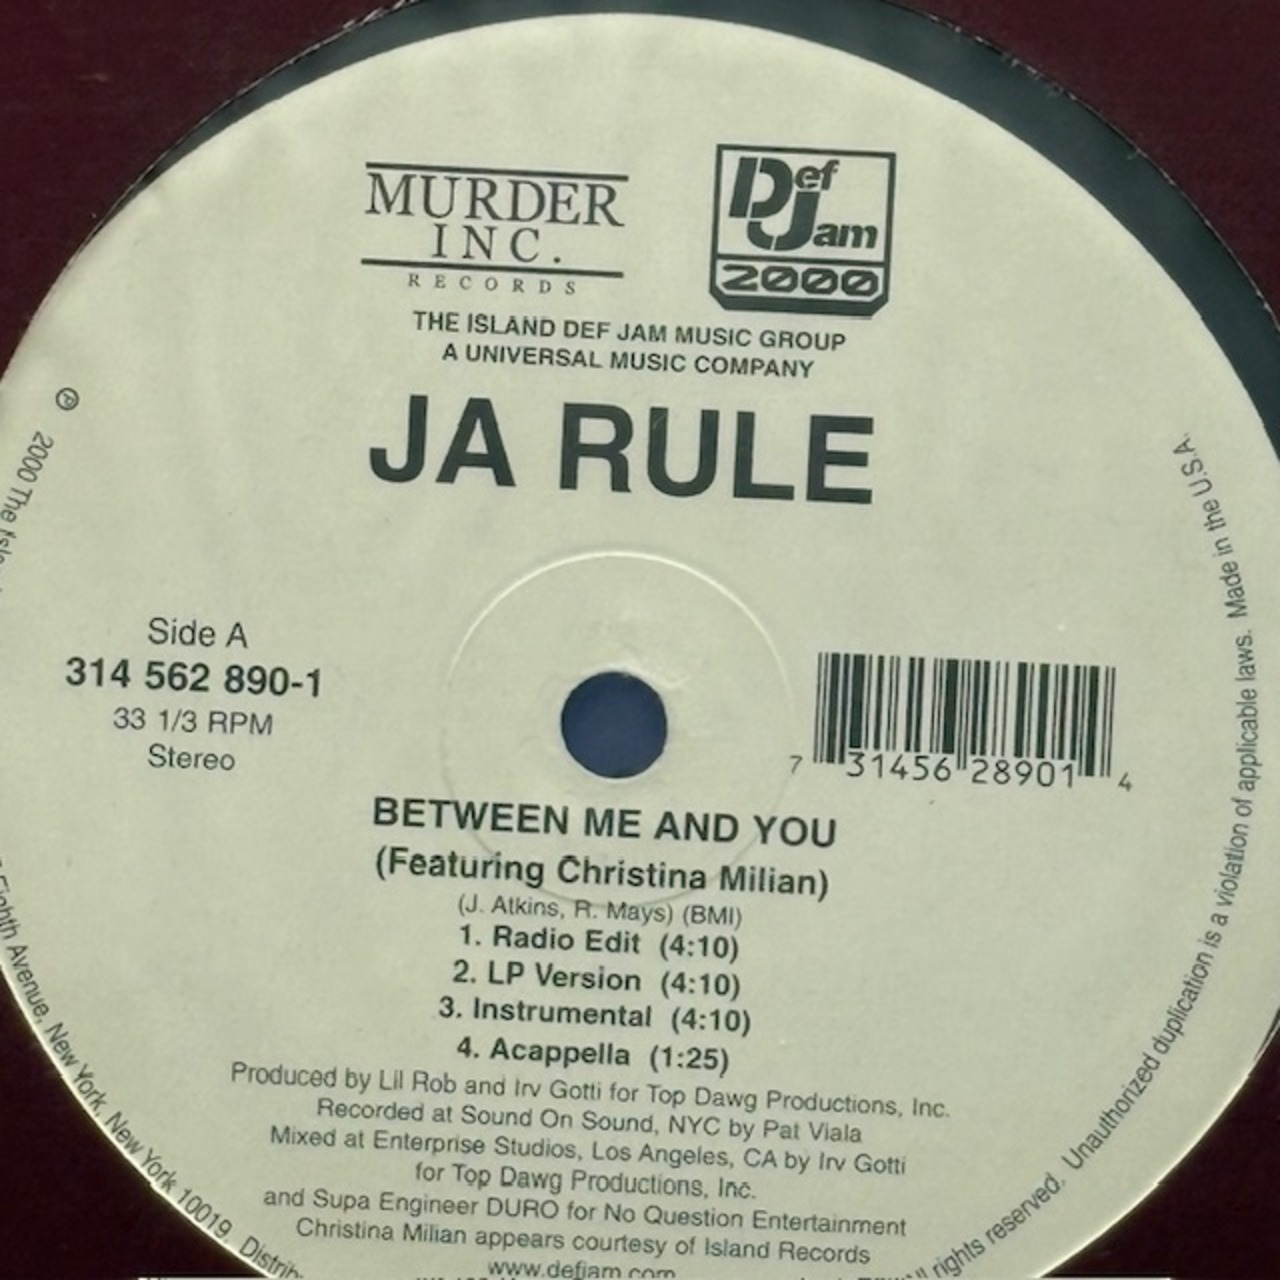 MURDER
INC.
RECORDS
Def
Jam
2000
THE ISLAND DEF JAM MUSIC GROUP
A UNIVERSAL MUSIC COMPANY
JA RULE
Side A
314 562 890-1
33 1/3 RPM
Stereo
7 31456 28901 4
BETWEEN ME AND YOU
(Featuring Christina Milian)
(J. Atkins, R. Mays) (BMI)
1. Radio Edit (4:10)
2. LP Version (4:10)
3. Instrumental (4:10)
4. Acappella (1:25)
Produced by Lil Rob and Irv Gotti for Top Dawg Productions, Inc.
Recorded at Sound On Sound, NYC by Pat Viala
Mixed at Enterprise Studios, Los Angeles, CA by Irv Gotti
for Top Dawg Productions, Inc.
and Supa Engineer DURO for No Question Entertainment
Christina Milian appears courtesy of Island Records
www.defjam.com
℗ 2000 The
Eighth Avenue, New York, New York 10019.
rights reserved. Unauthorized duplication is a violation of applicable laws. Made in the U.S.A.